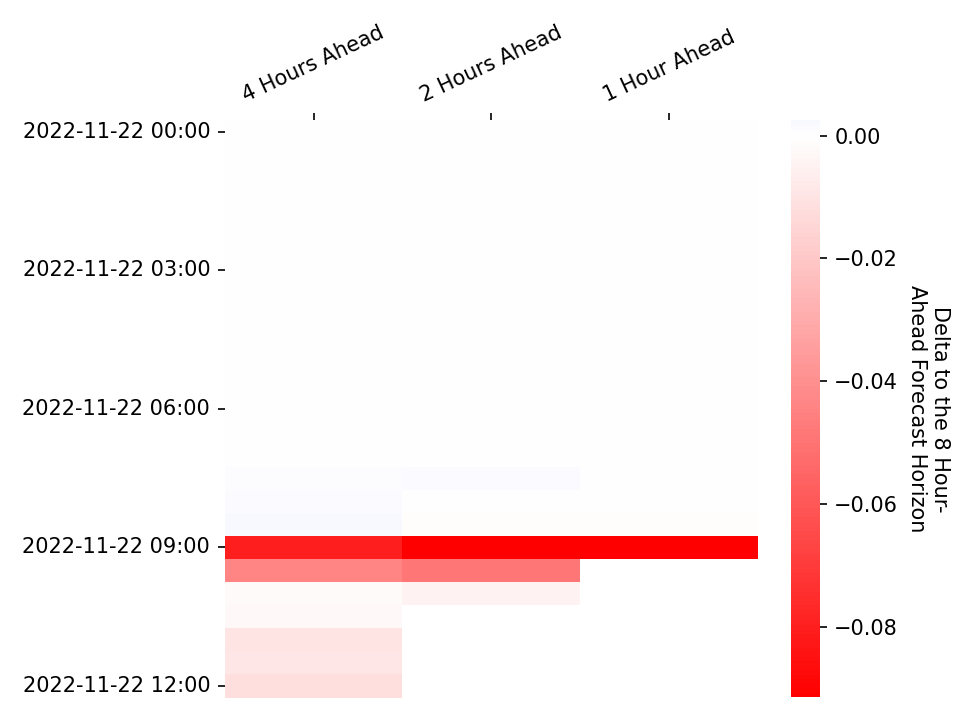 4 Hours Ahead
2 Hours Ahead
1 Hour Ahead
2022-11-22 00:00
2022-11-22 03:00
2022-11-22 06:00
2022-11-22 09:00
2022-11-22 12:00
0.00
−0.02
−0.04
−0.06
−0.08
Delta to the 8 Hour-
Ahead Forecast Horizon